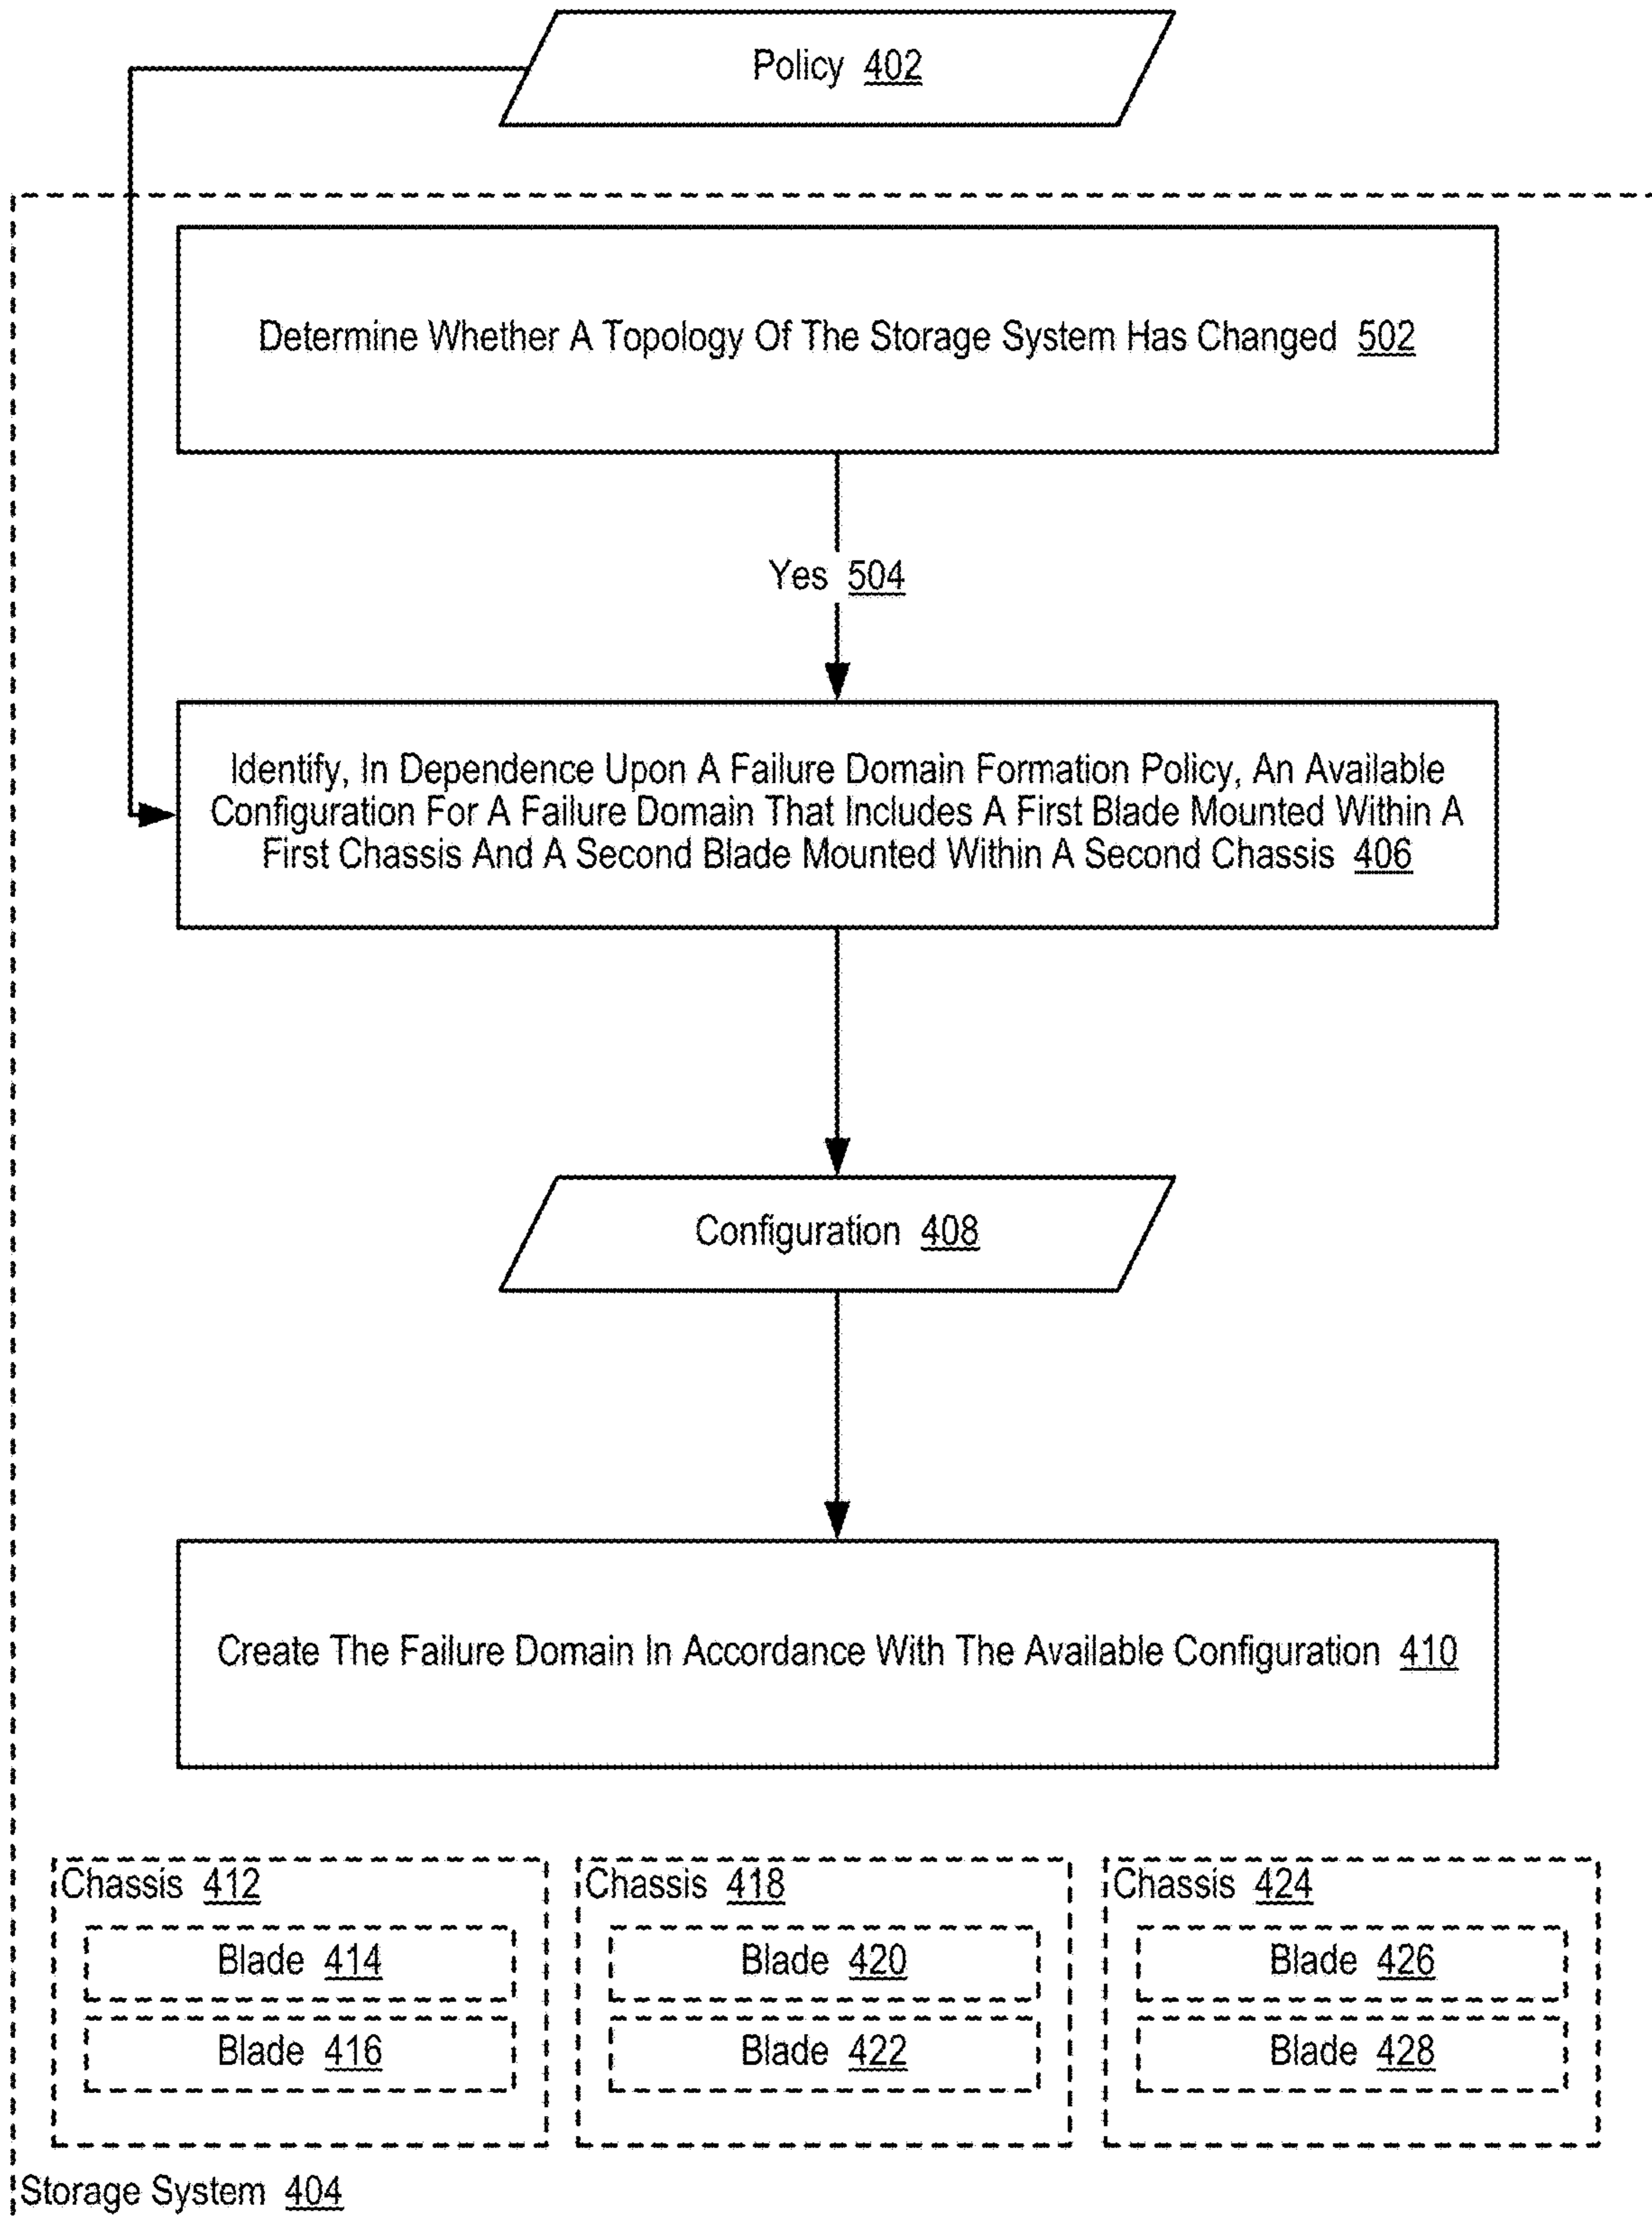 Policy 402
Determine Whether A Topology Of The Storage System Has Changed 502
Yes 504
Identify, In Dependence Upon A Failure Domain Formation Policy, An Available
Configuration For A Failure Domain That Includes A First Blade Mounted Within A
First Chassis And A Second Blade Mounted Within A Second Chassis 406
Configuration 408
Create The Failure Domain In Accordance With The Available Configuration 410
Chassis 412
Blade 414
Blade 416
Chassis 418
Blade 420
Blade 422
Chassis 424
Blade 426
Blade 428
Storage System 404